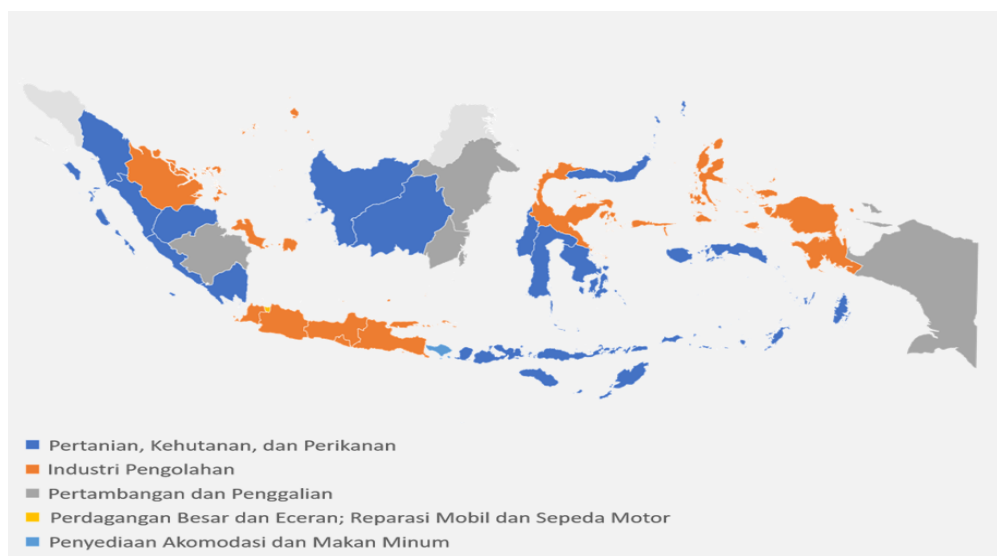 Pertanian, Kehutanan, dan Perikanan
Industri Pengolahan
Pertambangan dan Penggalian
Perdagangan Besar dan Eceran; Reparasi Mobil dan Sepeda Motor
Penyediaan Akomodasi dan Makan Minum